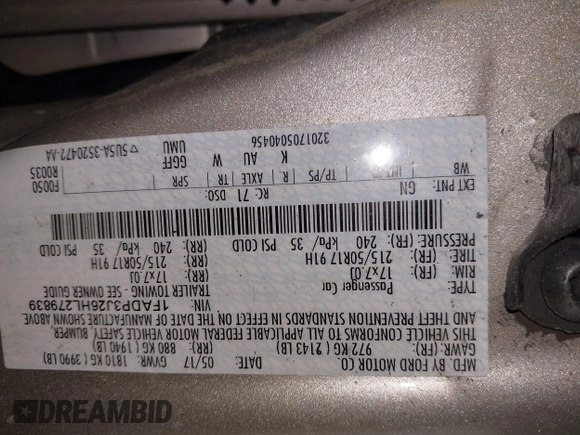 MFD. BY FORD MOTOR CO.
DATE: 05/17 GVWR: 1810 KG ( 3990 LB)
GAWR: (FR): 972 KG ( 2143 LB) (RR): 880 KG ( 1940 LB)
THIS VEHICLE CONFORMS TO ALL APPLICABLE FEDERAL MOTOR VEHICLE SAFETY, BUMPER,
AND THEFT PREVENTION STANDARDS IN EFFECT ON THE DATE OF MANUFACTURE SHOWN ABOVE
VIN: 1FADP3J26HL279839
Passenger Car TRAILER TOWING - SEE OWNER GUIDE
RIM: 17x7.0J (RR): 17x7.0J
TIRE: (FR): 215/50R17 91H (RR): 215/50R17 91H
PRESSURE: (FR): 240 kPa/ 35 PSI COLD (RR): 240 kPa/ 35 PSI COLD
EXT PNT: GN RC: 71 DSO: F0050
WB INT TR TP/PS R AXLE TR SPR R0035
K AU W GGFF
UMU
3201705040456 5U5A-3520472-AA
DREAMBID